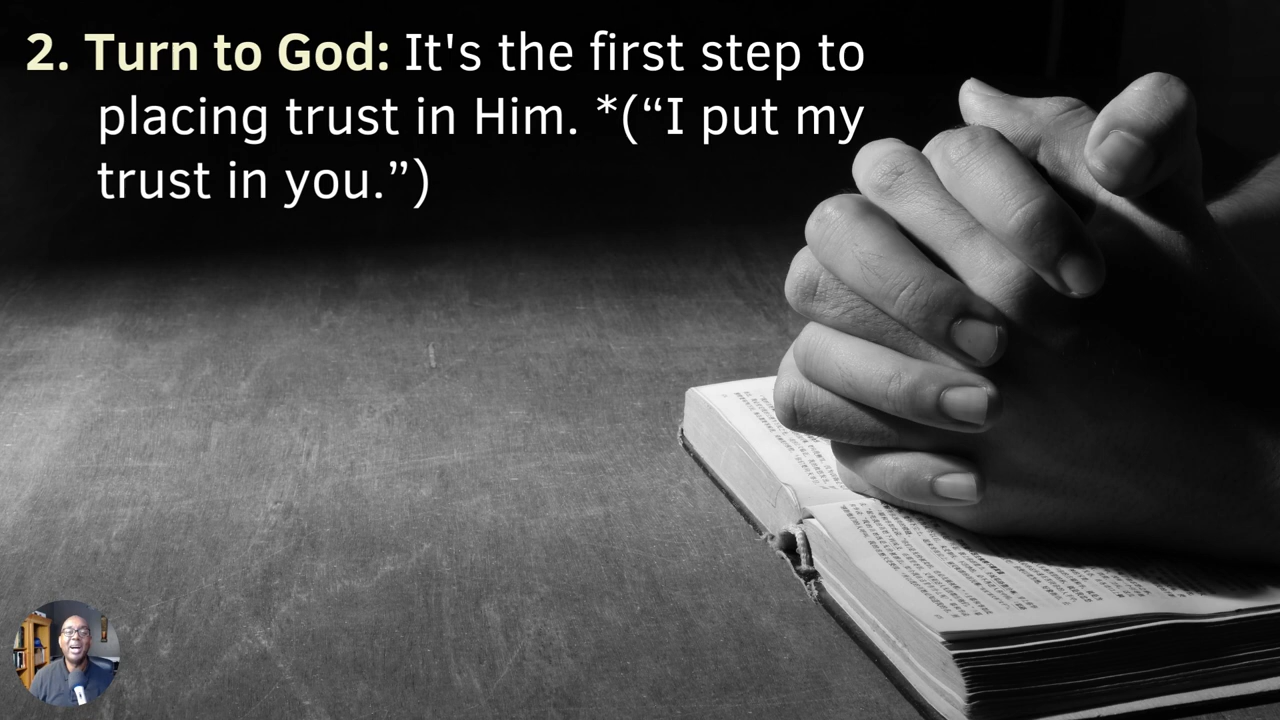 2. Turn to God: It's the first step to
placing trust in Him. *(“I put my
trust in you.”)